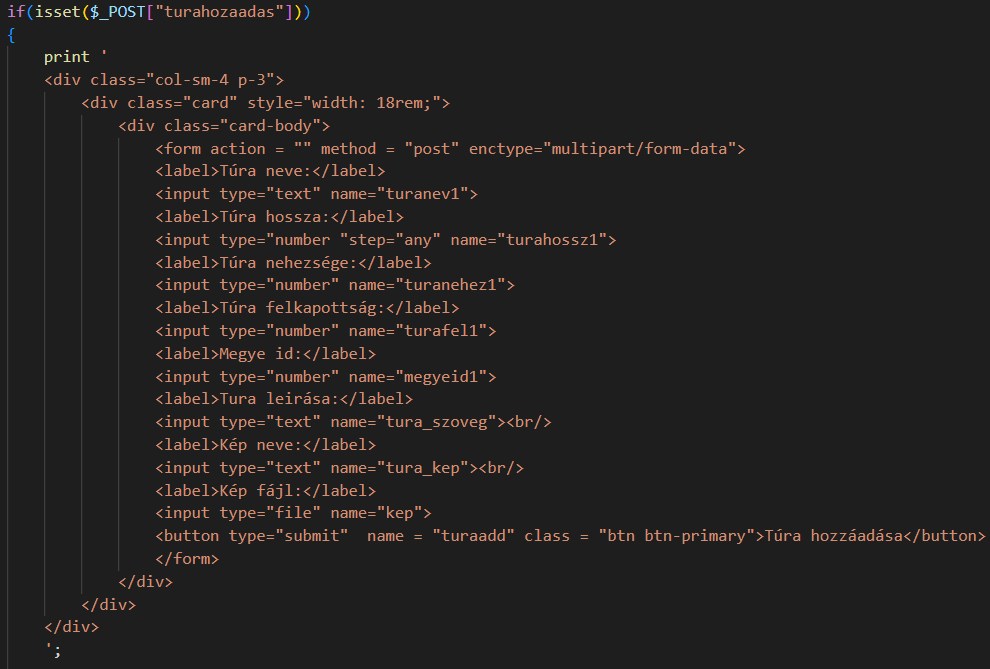 if(isset($_POST["turahozaadas"]))
{
print '
<div class="col-sm-4 p-3">
<div class="card" style="width: 18rem;">
<div class="card-body">
<form action = "" method = "post" enctype="multipart/form-data">
<label>Túra neve:</label>
<input type="text" name="turanev1">
<label>Túra hossza:</label>
<input type="number "step="any" name="turahossz1">
<label>Túra nehezsége:</label>
<input type="number" name="turanehez1">
<label>Túra felkapottság:</label>
<input type="number" name="turafel1">
<label>Megye id:</label>
<input type="number" name="megyeid1">
<label>Tura leirása:</label>
<input type="text" name="tura_szoveg"><br/>
<label>Kép neve:</label>
<input type="text" name="tura_kep"><br/>
<label>Kép fájl:</label>
<input type="file" name="kep">
<button type="submit"  name = "turaadd" class = "btn btn-primary">Túra hozzáadása</button>
</form>
</div>
</div>
</div>
';